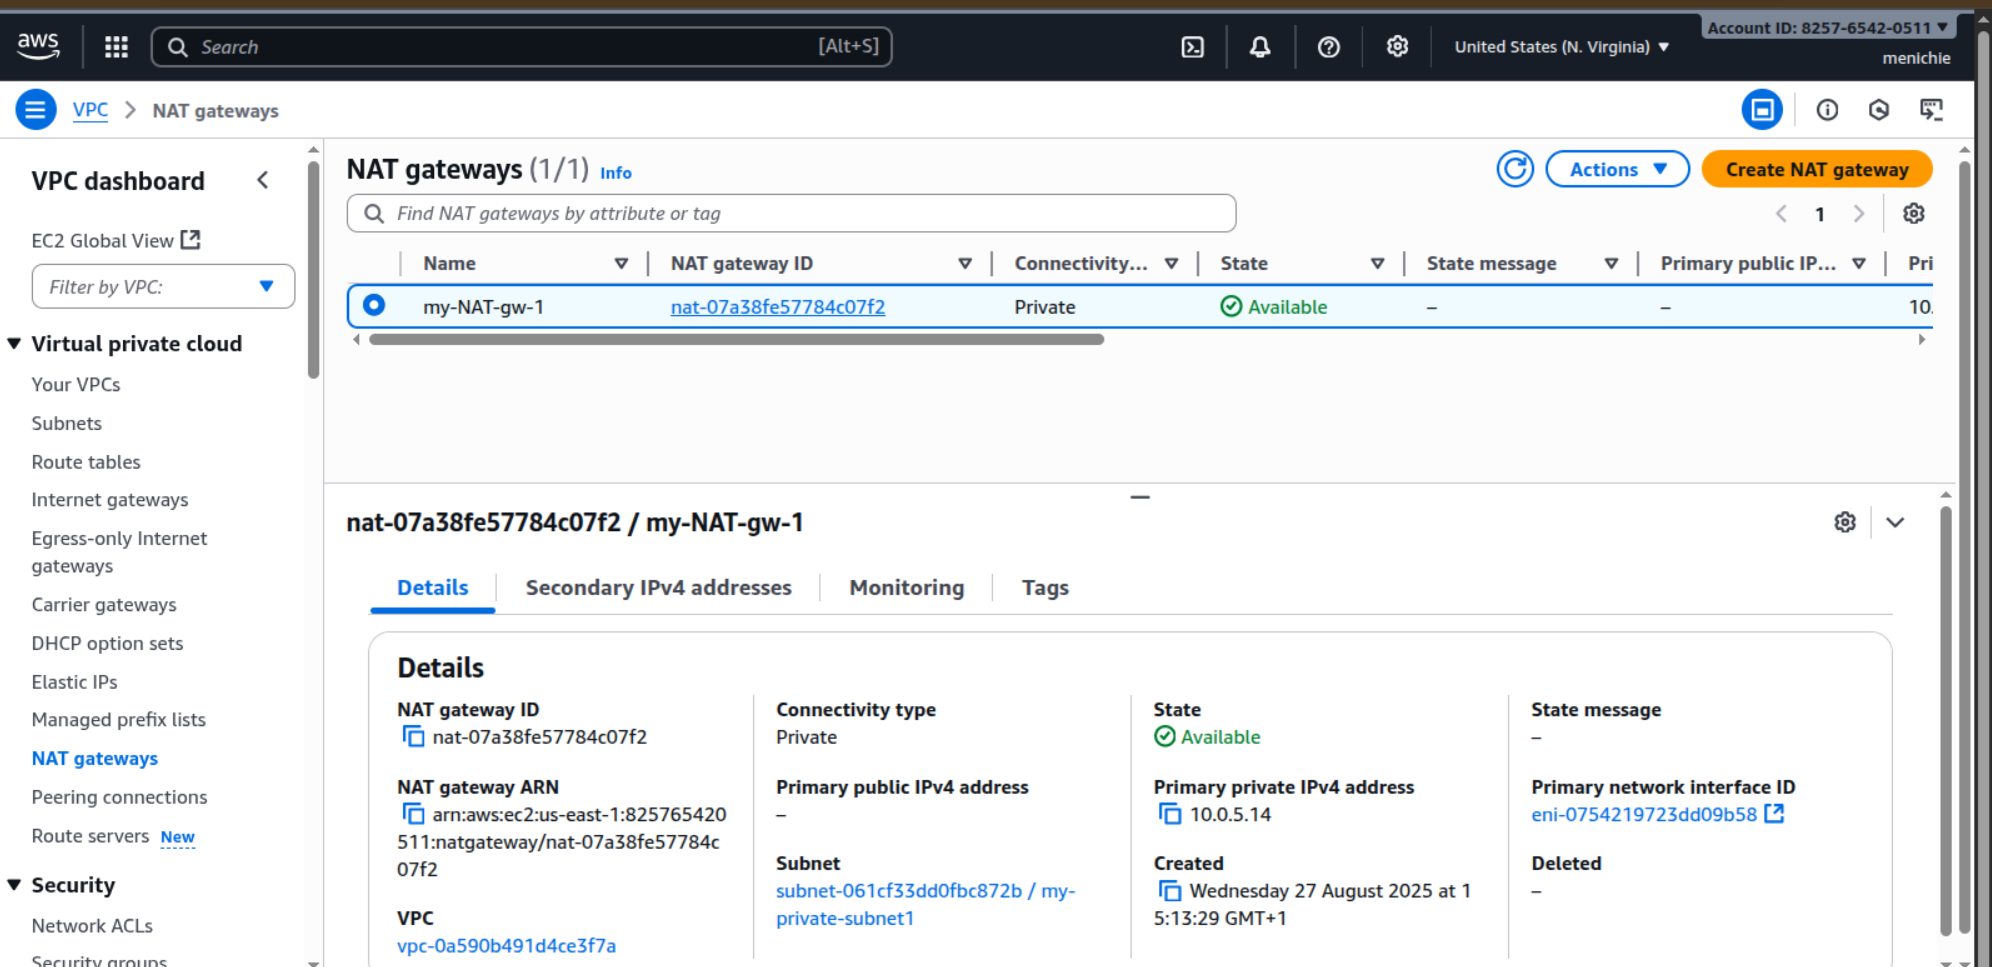 aws
Search
[Alt+S]
United States (N. Virginia)
Account ID: 8257-6542-0511
menichie
VPC
NAT gateways
VPC dashboard
EC2 Global View
Filter by VPC:
Virtual private cloud
Your VPCs
Subnets
Route tables
Internet gateways
Egress-only Internet
gateways
Carrier gateways
DHCP option sets
Elastic IPs
Managed prefix lists
NAT gateways
Peering connections
Route servers New
Security
Network ACLs
Security groups
NAT gateways (1/1) Info
Actions
Create NAT gateway
Find NAT gateways by attribute or tag
1
Name NAT gateway ID Connectivity... State State message Primary public IP... Pri
my-NAT-gw-1 nat-07a38fe57784c07f2 Private Available – – 10.
nat-07a38fe57784c07f2 / my-NAT-gw-1
Details Secondary IPv4 addresses Monitoring Tags
Details
NAT gateway ID
nat-07a38fe57784c07f2
NAT gateway ARN
arn:aws:ec2:us-east-1:825765420
511:natgateway/nat-07a38fe57784c
07f2
VPC
vpc-0a590b491d4ce3f7a
Connectivity type
Private
Primary public IPv4 address
–
Subnet
subnet-061cf33dd0fbc872b / my-
private-subnet1
State
Available
Primary private IPv4 address
10.0.5.14
Created
Wednesday 27 August 2025 at 1
5:13:29 GMT+1
State message
–
Primary network interface ID
eni-0754219723dd09b58
Deleted
–